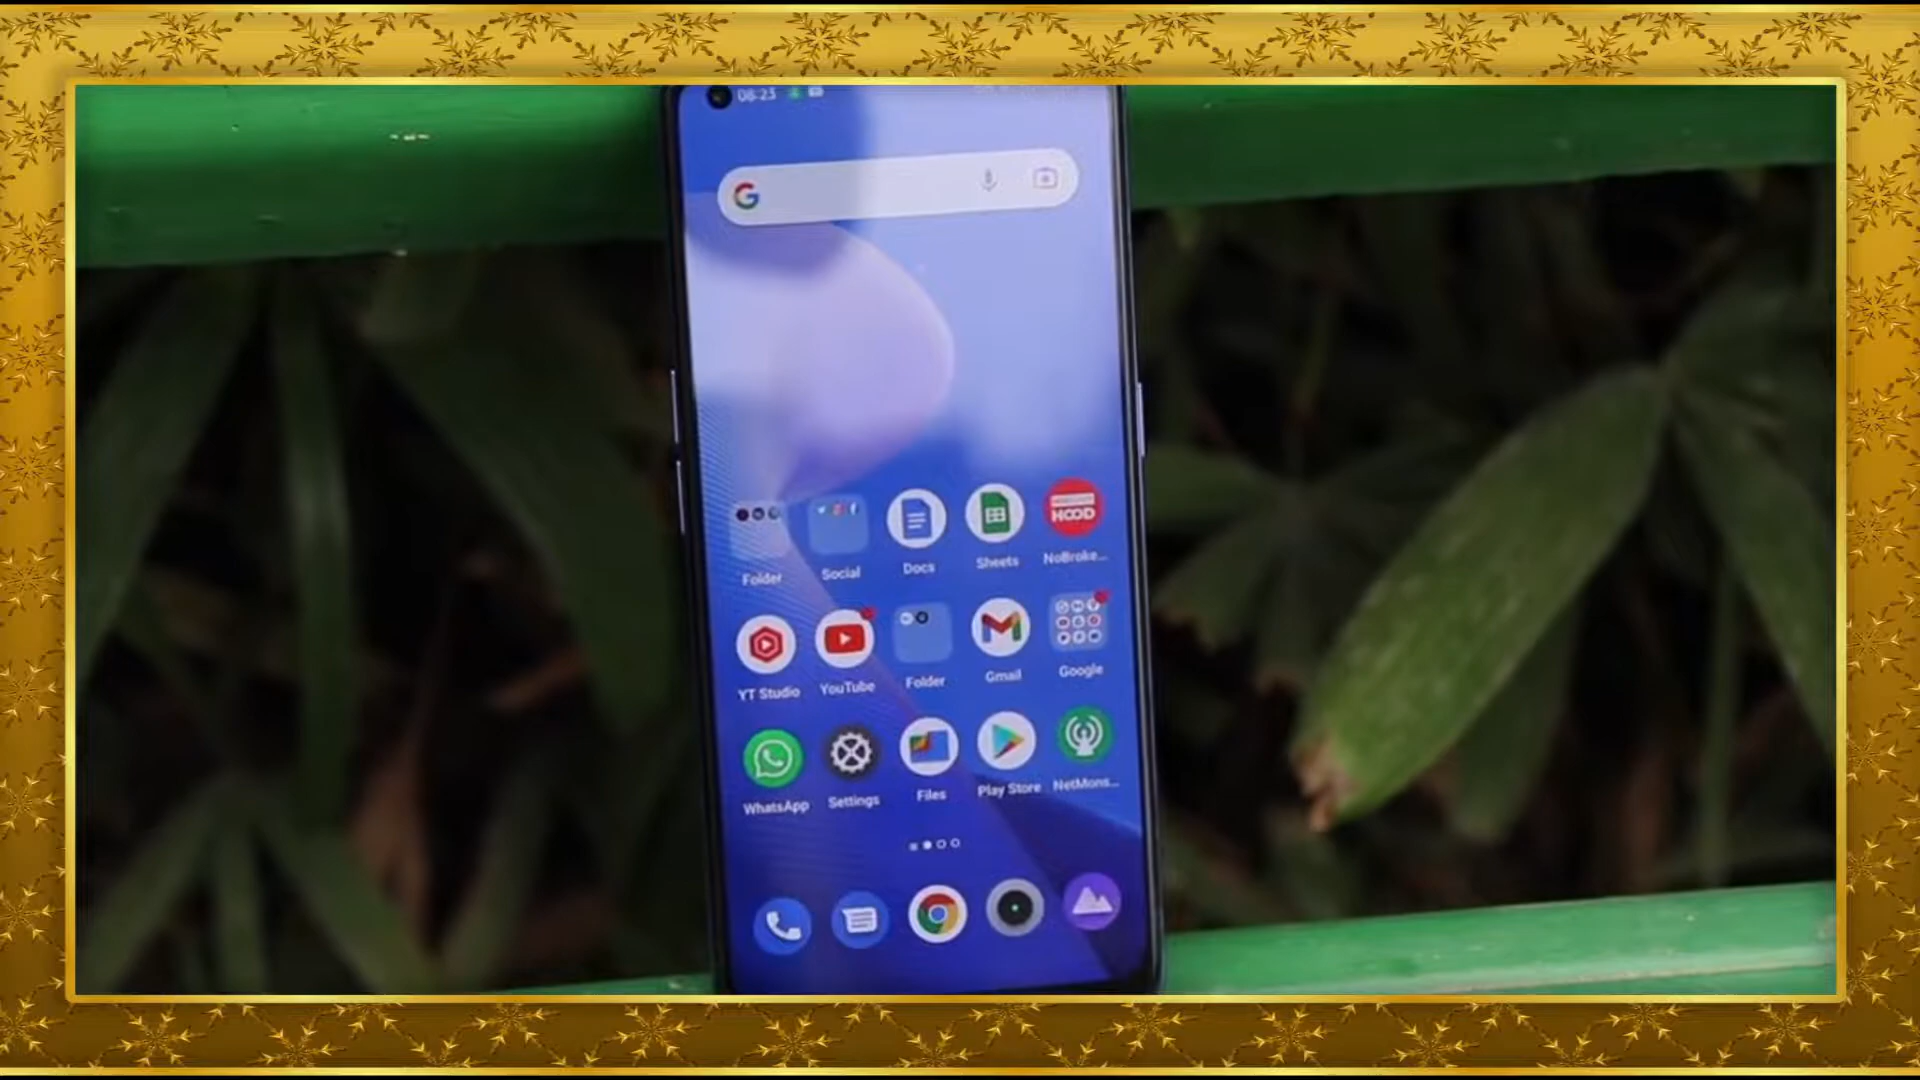 08:23
G
HOOD
Folder Social Docs Sheets NoBroke...
YT Studio YouTube Folder Gmail Google
WhatsApp Settings Files Play Store NetMons...